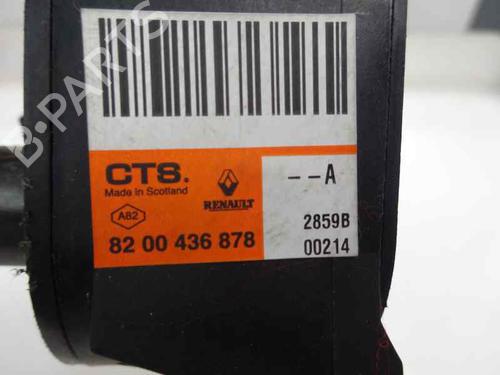 B-PARTS
CTS.
Made in Scotland
A82
RENAULT
82 00 436 878
--A
2859B
00214